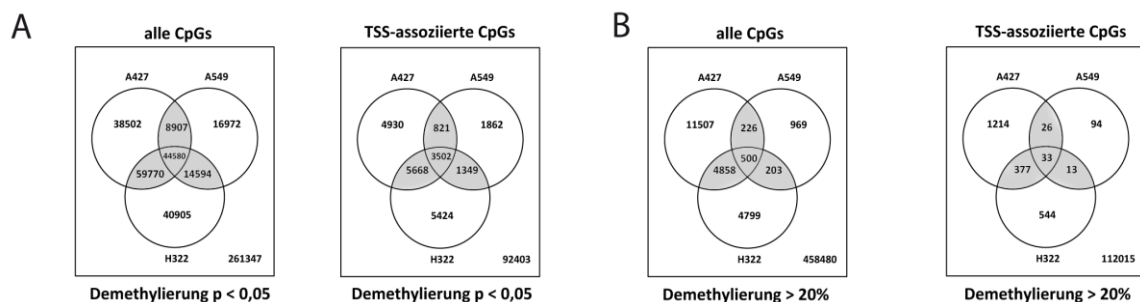 A
alle CpGs
A427 A549
38502 8907 16972
44580
59770 14594
40905
H322 261347
Demethylierung p < 0,05
TSS-assoziierte CpGs
A427 A549
4930 821 1862
3502
5668 1349
5424
H322 92403
Demethylierung p < 0,05
B
alle CpGs
A427 A549
11507 226 969
500
4858 203
4799
H322 458480
Demethylierung > 20%
TSS-assoziierte CpGs
A427 A549
1214 26 94
33
377 13
544
H322 112015
Demethylierung > 20%